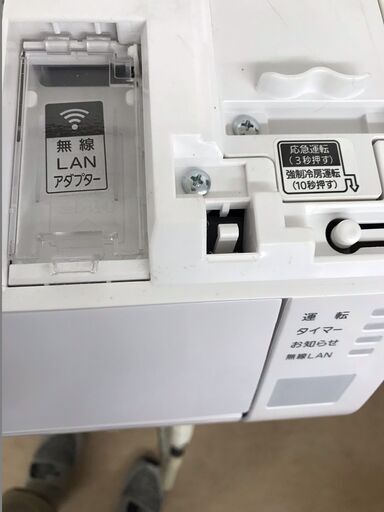 無線
LAN
アダプター
応急運転
(3秒押す)
強制冷房運転
(10秒押す)
運転
タイマー
お知らせ
無線LAN